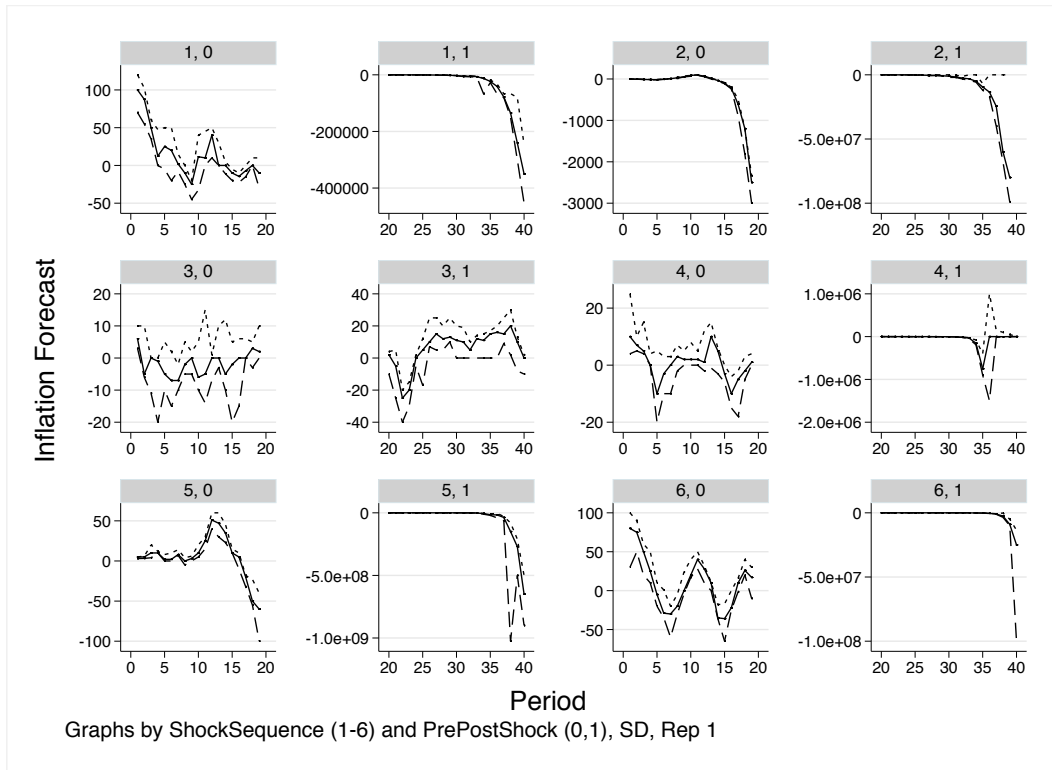 Inflation Forecast
1, 0
100
50
0
-50
0 5 10 15 20
1, 1
0
-200000
-400000
20 25 30 35 40
2, 0
0
-1000
-2000
-3000
0 5 10 15 20
2, 1
0
-5.0e+07
-1.0e+08
20 25 30 35 40
3, 0
20
10
0
-10
-20
0 5 10 15 20
3, 1
40
20
0
-20
-40
20 25 30 35 40
4, 0
20
0
-20
0 5 10 15 20
4, 1
1.0e+06
0
-1.0e+06
-2.0e+06
20 25 30 35 40
5, 0
50
0
-50
-100
0 5 10 15 20
5, 1
0
-5.0e+08
-1.0e+09
20 25 30 35 40
6, 0
100
50
0
-50
0 5 10 15 20
6, 1
0
-5.0e+07
-1.0e+08
20 25 30 35 40
Period
Graphs by ShockSequence (1-6) and PrePostShock (0,1), SD, Rep 1